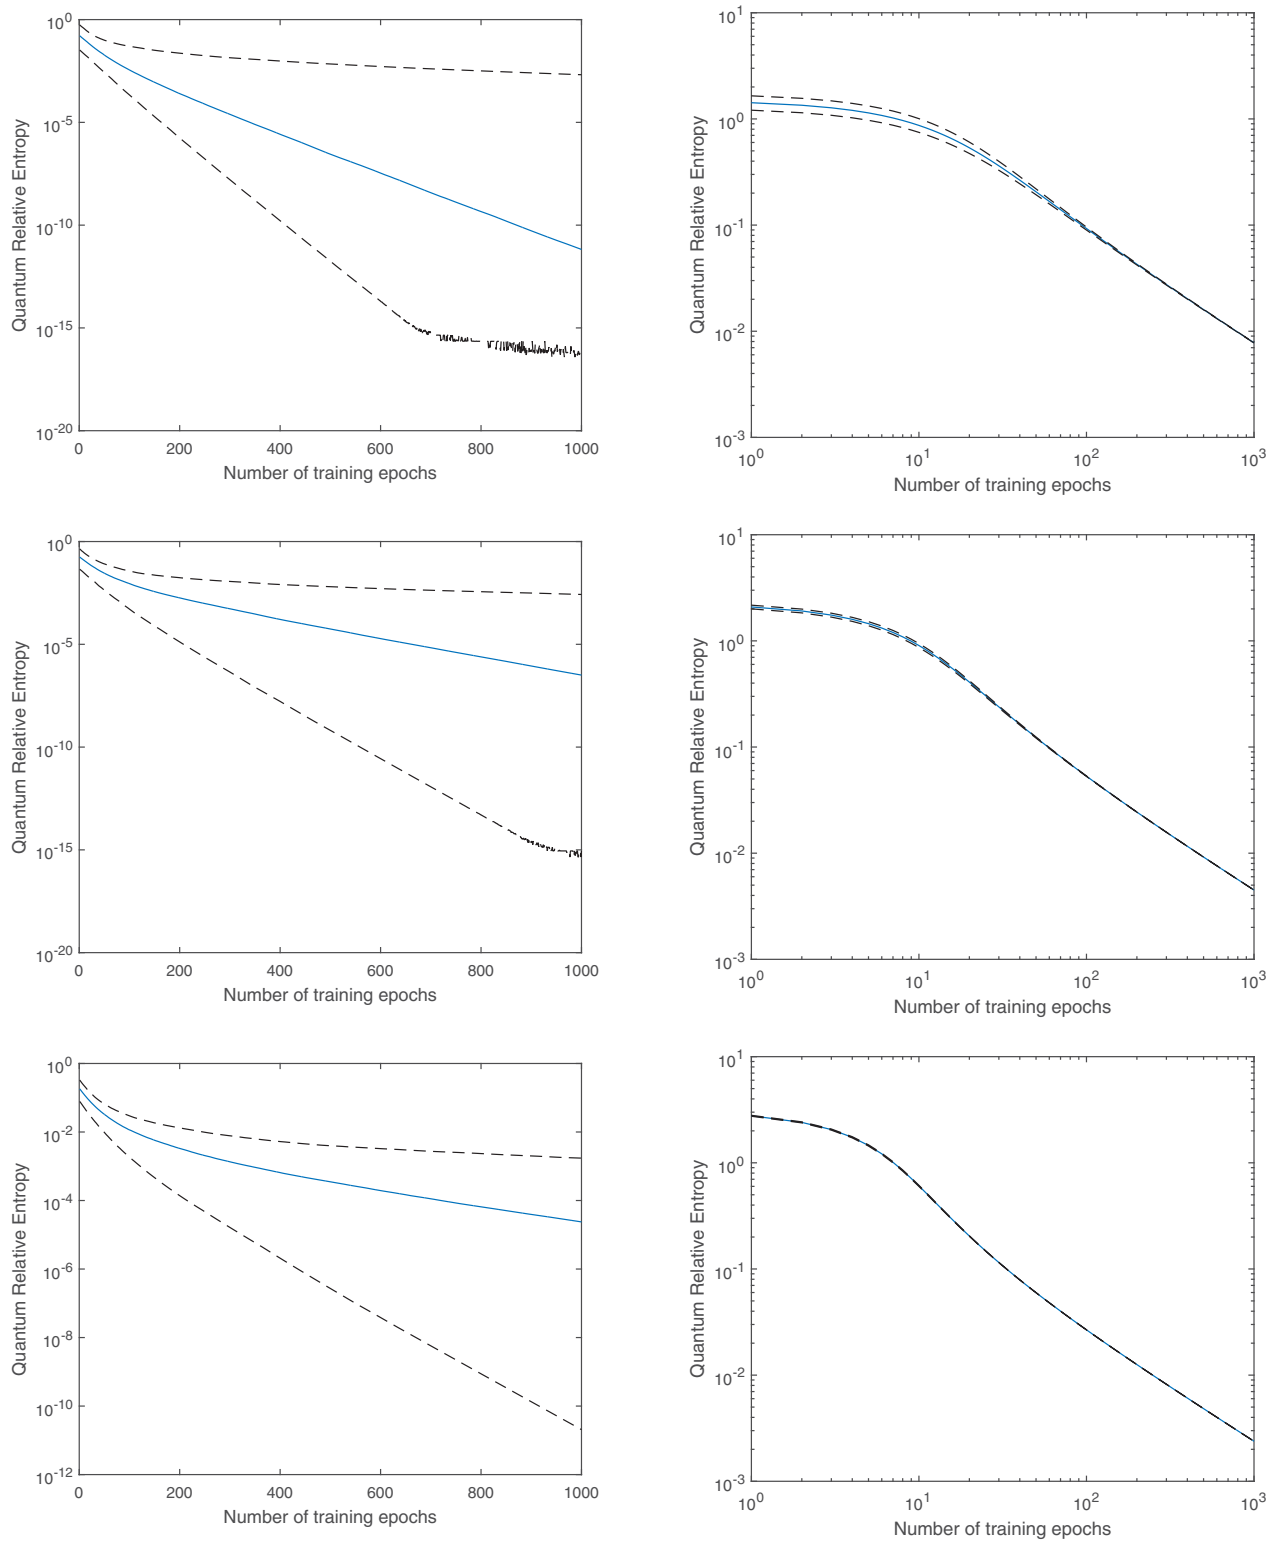 Quantum Relative Entropy
10^0
10^-5
10^-10
10^-15
10^-20
0 200 400 600 800 1000
Number of training epochs
Quantum Relative Entropy
10^1
10^0
10^-1
10^-2
10^-3
10^0 10^1 10^2 10^3
Number of training epochs
Quantum Relative Entropy
10^0
10^-5
10^-10
10^-15
10^-20
0 200 400 600 800 1000
Number of training epochs
Quantum Relative Entropy
10^1
10^0
10^-1
10^-2
10^-3
10^0 10^1 10^2 10^3
Number of training epochs
Quantum Relative Entropy
10^0
10^-2
10^-4
10^-6
10^-8
10^-10
10^-12
0 200 400 600 800 1000
Number of training epochs
Quantum Relative Entropy
10^1
10^0
10^-1
10^-2
10^-3
10^0 10^1 10^2 10^3
Number of training epochs